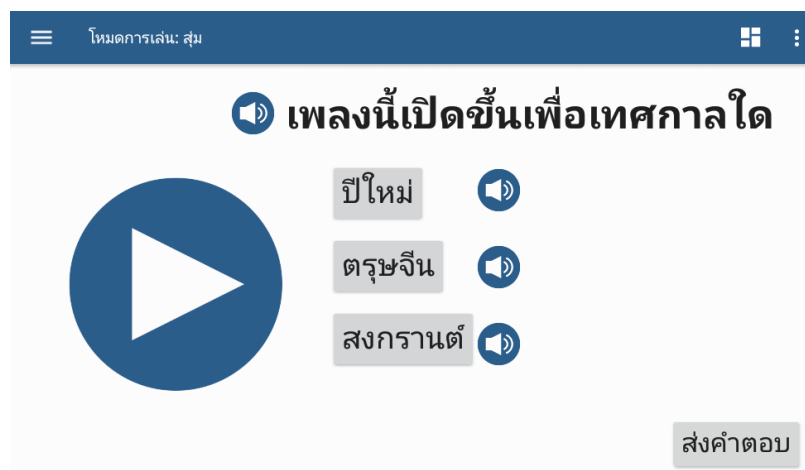 โหมดการเล่น: สุ่ม
เพลงนี้เปิดขึ้นเพื่อเทศกาลใด
ปีใหม่
ตรุษจีน
สงกรานต์
ส่งคำตอบ